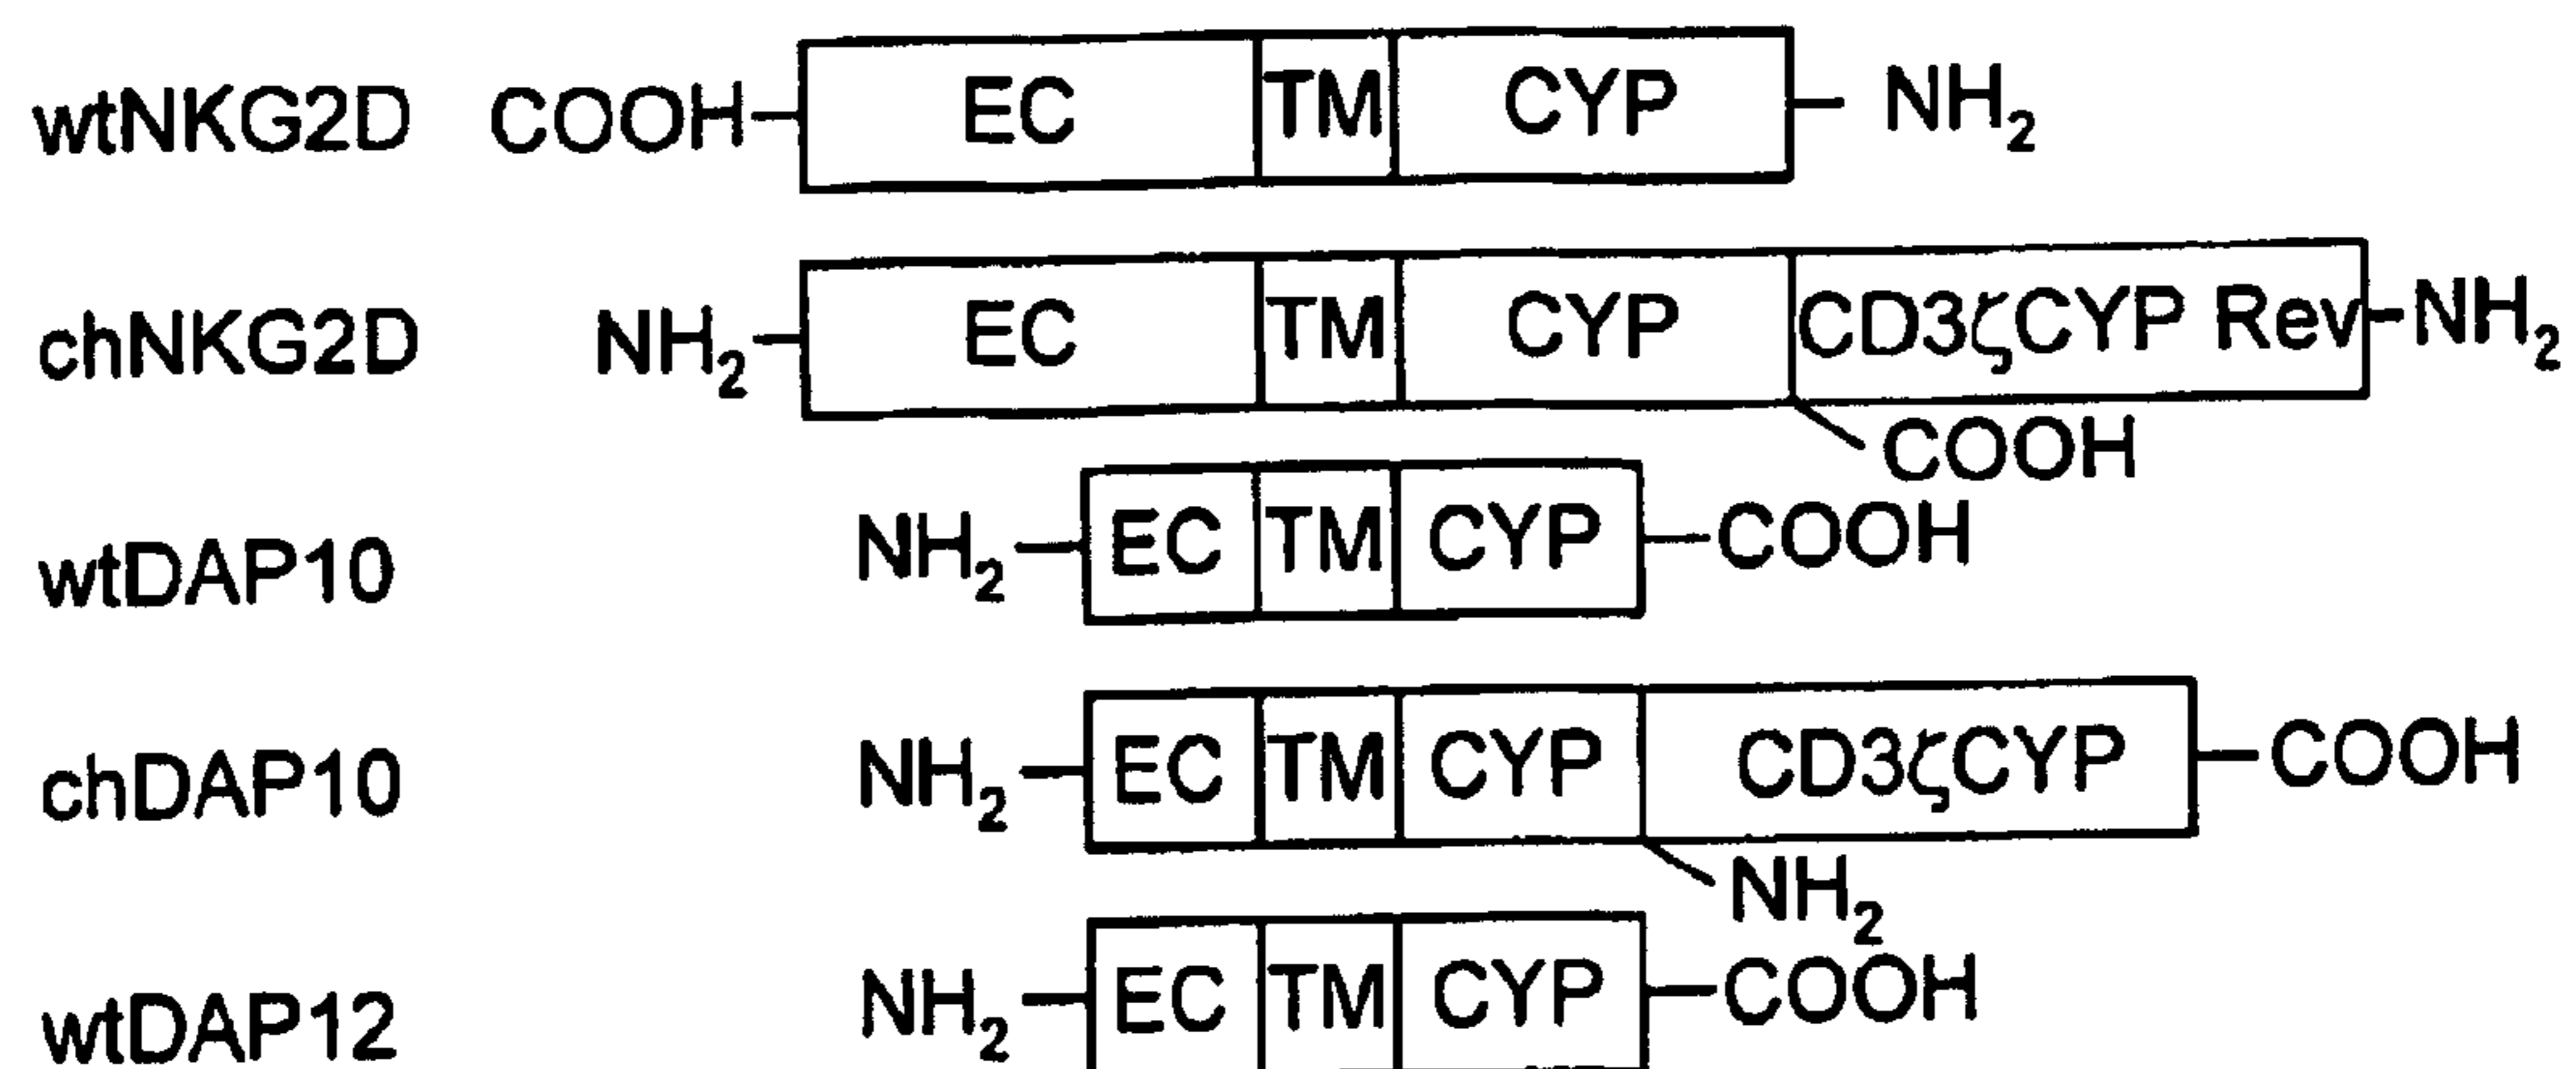 wtNKG2D COOH EC TM CYP NH₂
chNKG2D NH₂ EC TM CYP CD3ζCYP Rev NH₂
COOH
wtDAP10 NH₂ EC TM CYP COOH
chDAP10 NH₂ EC TM CYP CD3ζCYP COOH
NH₂
wtDAP12 NH₂ EC TM CYP COOH